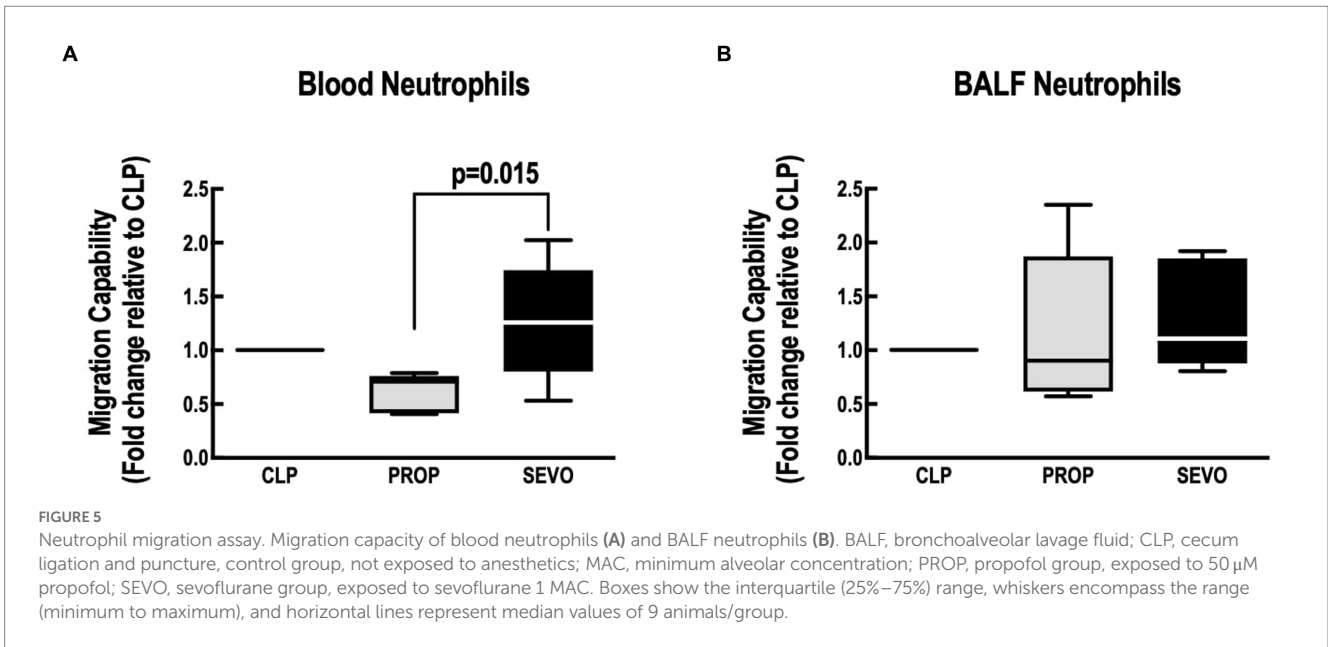 A
Blood Neutrophils
Migration Capability
(Fold change relative to CLP)
2.5
2.0
1.5
1.0
0.5
0.0
p=0.015
CLP PROP SEVO
B
BALF Neutrophils
Migration Capability
(Fold change relative to CLP)
2.5
2.0
1.5
1.0
0.5
0.0
CLP PROP SEVO
FIGURE 5
Neutrophil migration assay. Migration capacity of blood neutrophils (A) and BALF neutrophils (B). BALF, bronchoalveolar lavage fluid; CLP, cecum
ligation and puncture, control group, not exposed to anesthetics; MAC, minimum alveolar concentration; PROP, propofol group, exposed to 50 μM
propofol; SEVO, sevoflurane group, exposed to sevoflurane 1 MAC. Boxes show the interquartile (25%–75%) range, whiskers encompass the range
(minimum to maximum), and horizontal lines represent median values of 9 animals/group.